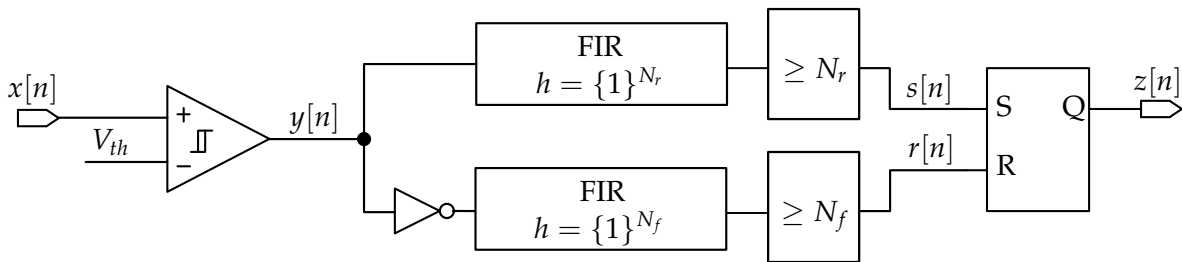 x[n]
V_th
+
−
y[n]
FIR
h = {1}^{N_r}
≥ N_r
s[n]
FIR
h = {1}^{N_f}
≥ N_f
r[n]
S
R
Q
z[n]